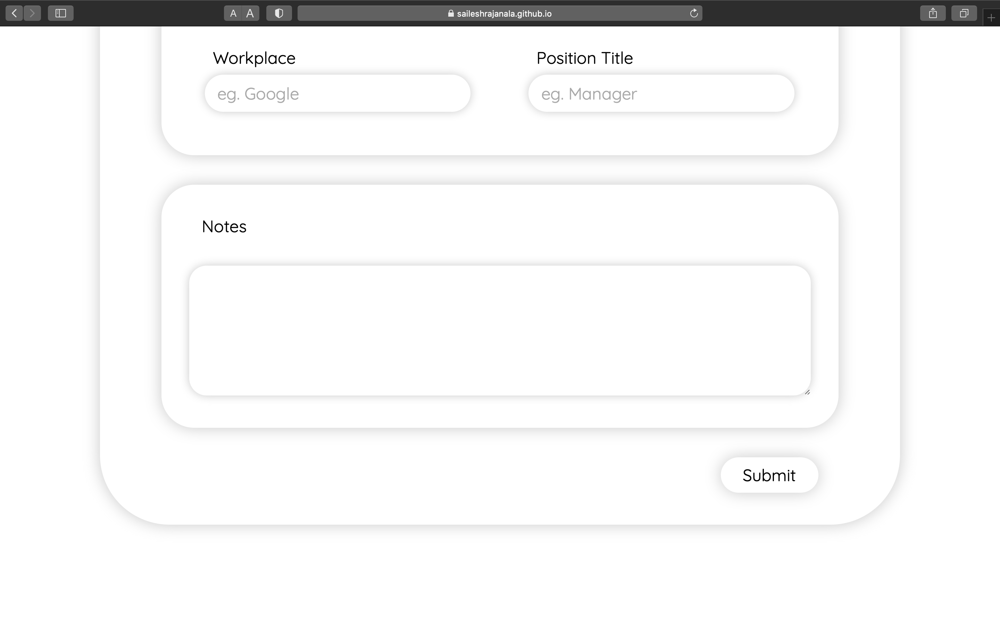 A A saileshrajanala.github.io
Workplace Position Title
eg. Google eg. Manager
Notes
Submit